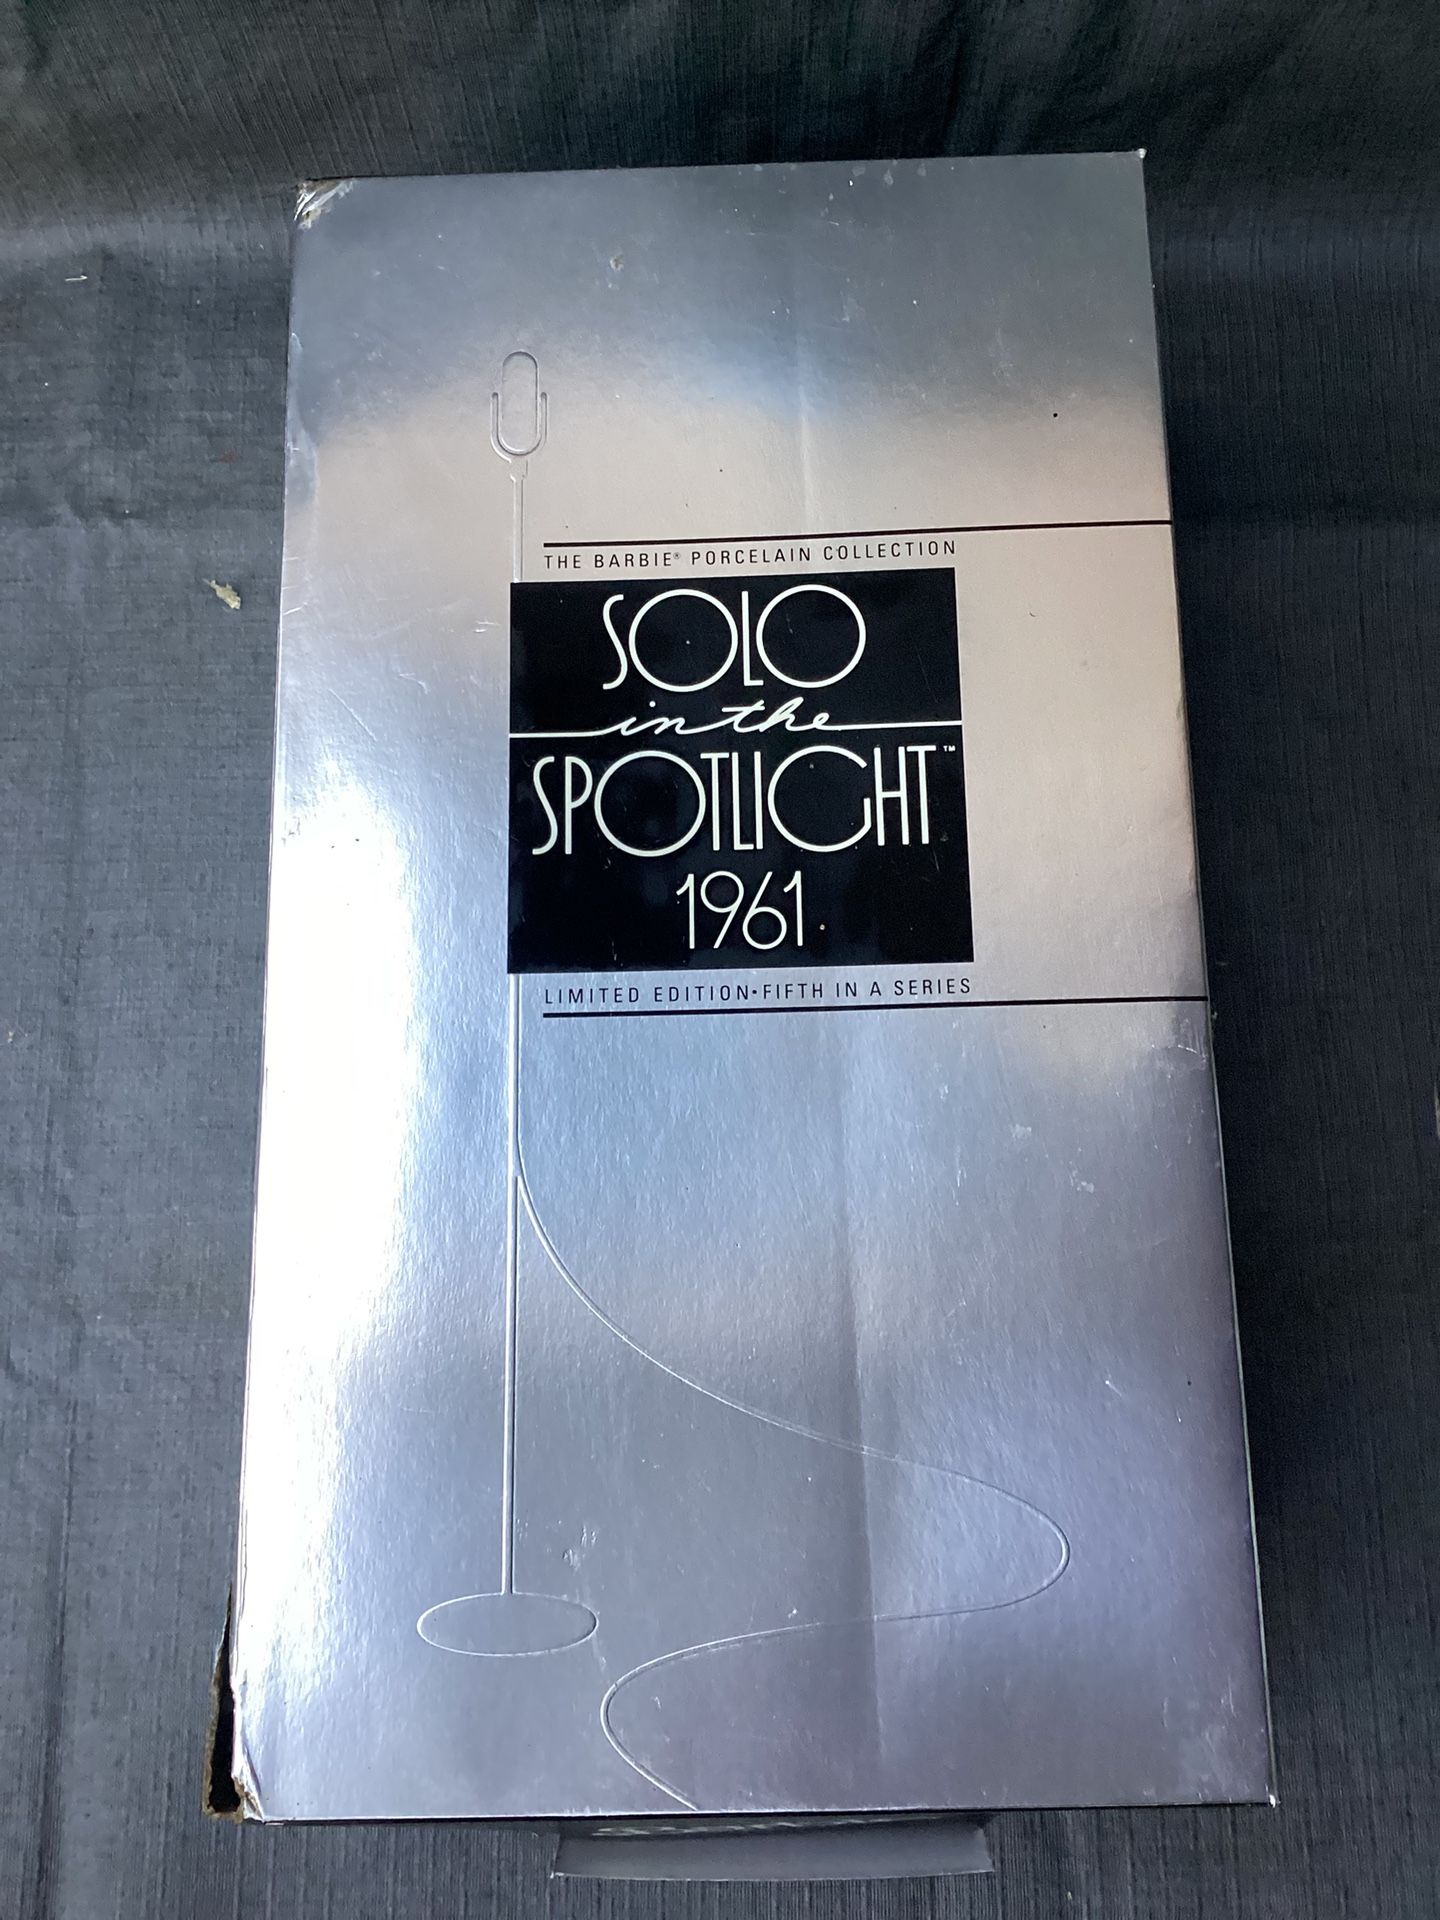 THE BARBIE® PORCELAIN COLLECTION
SOLO
in the
SPOTLIGHT™
1961
LIMITED EDITION•FIFTH IN A SERIES